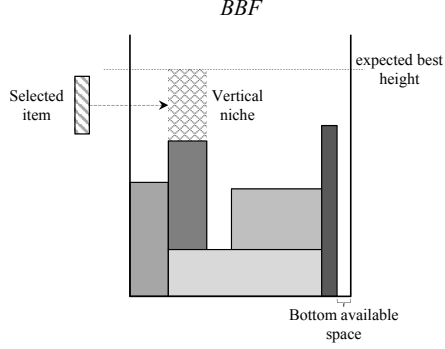 BBF
expected best
height
Selected
item
Vertical
niche
Bottom available
space